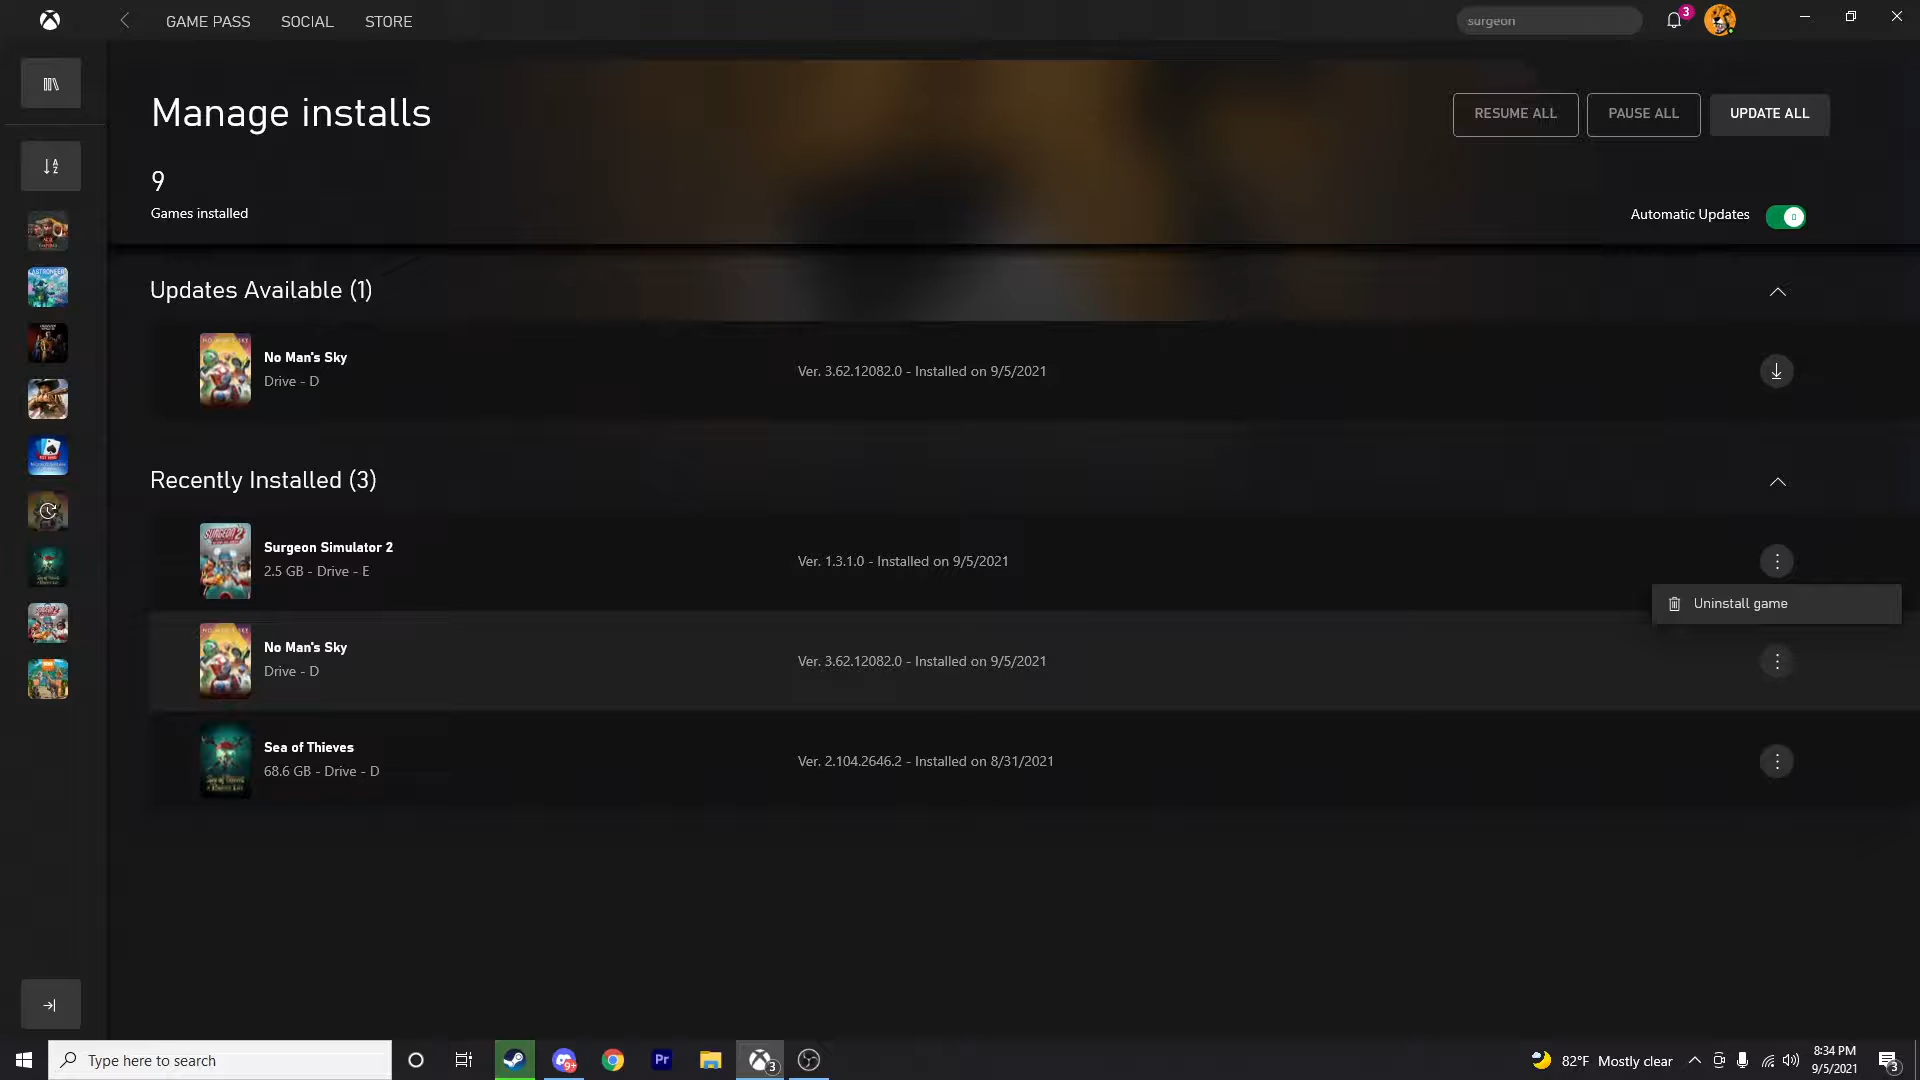 GAME PASS
SOCIAL
STORE
surgeon
3
Manage installs
RESUME ALL
PAUSE ALL
UPDATE ALL
9
Games installed
Automatic Updates
Updates Available (1)
No Man's Sky
Drive - D
Ver. 3.62.12082.0 - Installed on 9/5/2021
Recently Installed (3)
Surgeon Simulator 2
2.5 GB - Drive - E
Ver. 1.3.1.0 - Installed on 9/5/2021
Uninstall game
No Man's Sky
Drive - D
Ver. 3.62.12082.0 - Installed on 9/5/2021
Sea of Thieves
68.6 GB - Drive - D
Ver. 2.104.2646.2 - Installed on 8/31/2021
Type here to search
9+
Pr
3
82°F Mostly clear
8:34 PM
9/5/2021
3